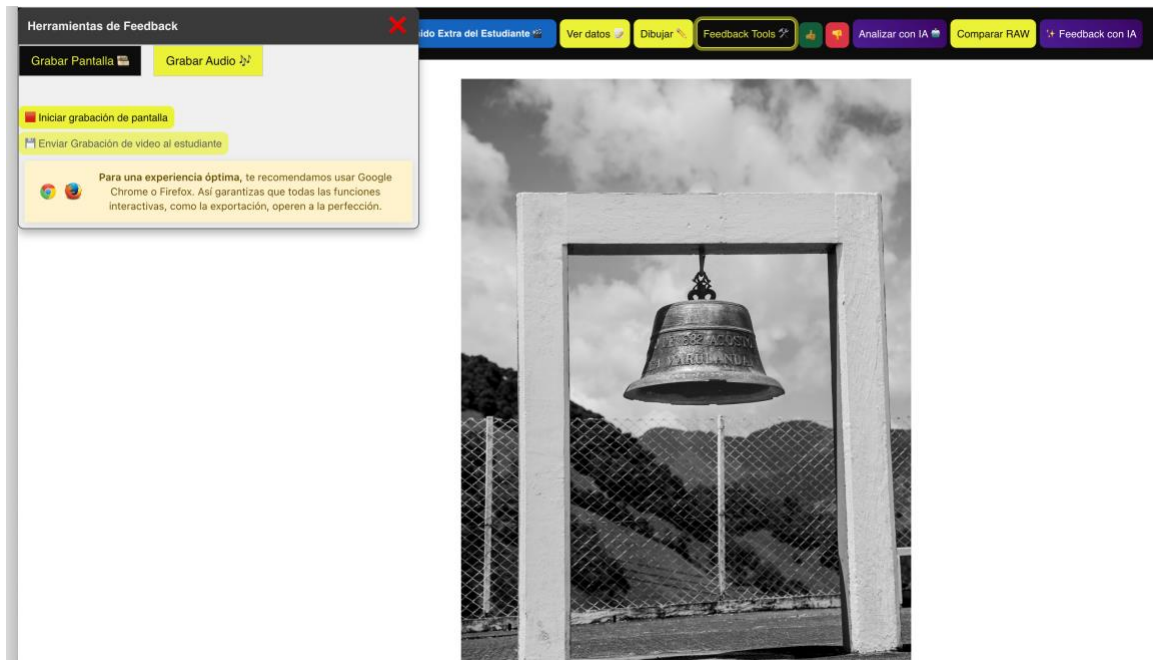 Herramientas de Feedback
ido Extra del Estudiante
Ver datos
Dibujar
Feedback Tools
Analizar con IA
Comparar RAW
Feedback con IA
Grabar Pantalla
Grabar Audio
Iniciar grabación de pantalla
Enviar Grabación de video al estudiante
Para una experiencia óptima, te recomendamos usar Google
Chrome o Firefox. Así garantizas que todas las funciones
interactivas, como la exportación, operen a la perfección.
AGOSTO
MARULANDA